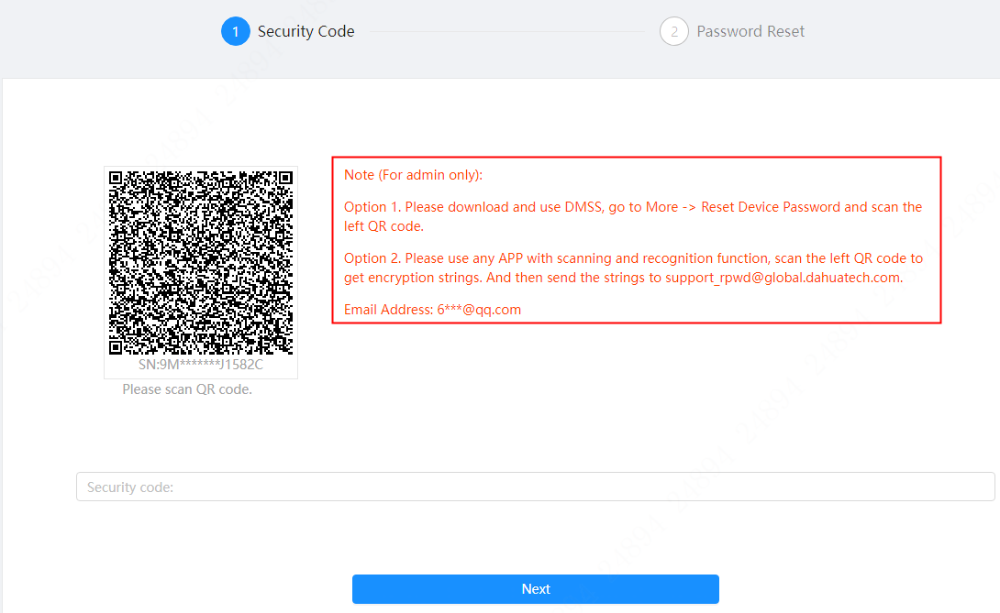 1 Security Code
2 Password Reset
Note (For admin only):
Option 1. Please download and use DMSS, go to More -> Reset Device Password and scan the
left QR code.
Option 2. Please use any APP with scanning and recognition function, scan the left QR code to
get encryption strings. And then send the strings to support_rpwd@global.dahuatech.com.
Email Address: 6***@qq.com
SN:9M*******J1582C
Please scan QR code.
Security code:
Next